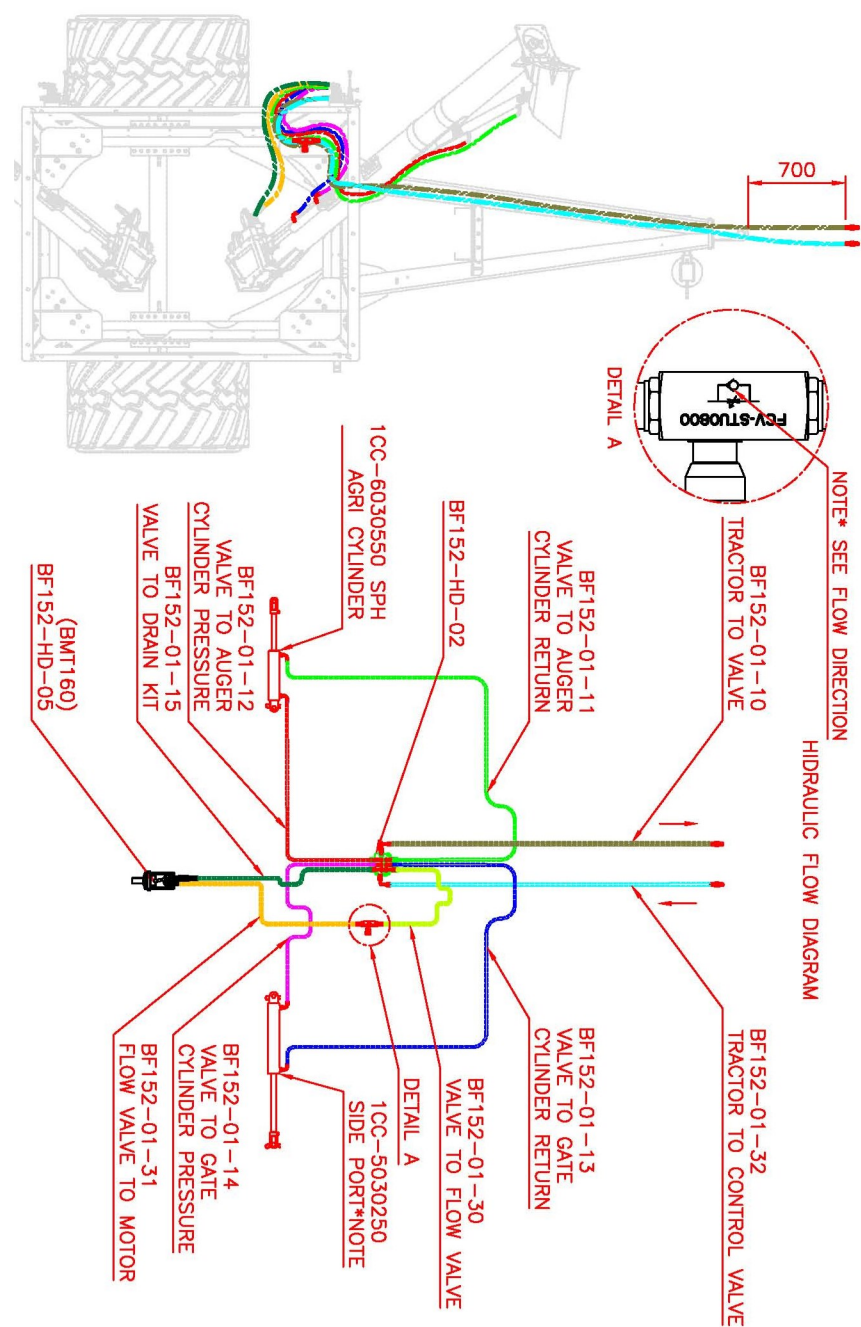 700
DETAIL A
FCV-STU0800
NOTE* SEE FLOW DIRECTION
HIDRAULIC FLOW DIAGRAM
BF152-01-10
TRACTOR TO VALVE
BF152-01-32
TRACTOR TO CONTROL VALVE
BF152-01-11
VALVE TO AUGER
CYLINDER RETURN
BF152-01-13
VALVE TO GATE
CYLINDER RETURN
BF152-HD-02
BF152-01-30
VALVE TO FLOW VALVE
DETAIL A
1CC-6030550 SPH
AGRI CYLINDER
1CC-5030250
SIDE PORT*NOTE
BF152-01-12
VALVE TO AUGER
CYLINDER PRESSURE
BF152-01-14
VALVE TO GATE
CYLINDER PRESSURE
BF152-01-15
VALVE TO DRAIN KIT
BF152-01-31
FLOW VALVE TO MOTOR
(BMT160)
BF152-HD-05